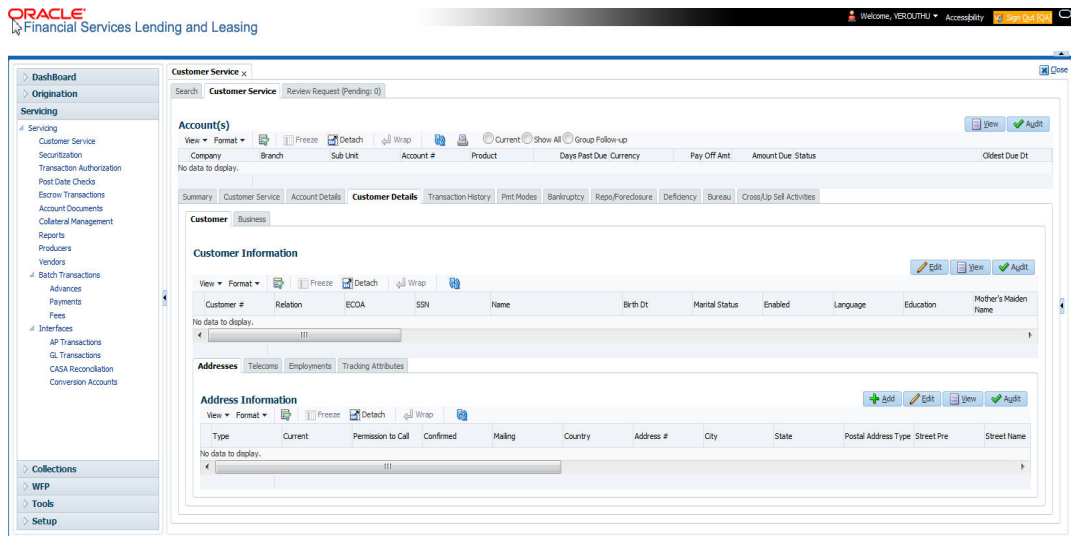 ORACLE®
Financial Services Lending and Leasing
Welcome, VEROUTHU Accessibility Sign Out [QA]
DashBoard
Origination
Servicing
Servicing
Customer Service
Securitization
Transaction Authorization
Post Date Checks
Escrow Transactions
Account Documents
Collateral Management
Reports
Producers
Vendors
Batch Transactions
Advances
Payments
Fees
Interfaces
AP Transactions
GL Transactions
CASA Reconciliation
Conversion Accounts
Collections
WFP
Tools
Setup
Customer Service x
Close
Search Customer Service Review Request (Pending: 0)
Account(s)
View Audit
View Format Freeze Detach Wrap Current Show All Group Follow-up
Company Branch Sub Unit Account # Product Days Past Due Currency Pay Off Amt Amount Due Status Oldest Due Dt
No data to display.
Summary Customer Service Account Details Customer Details Transaction History Pmt Modes Bankruptcy Repo/Foreclosure Deficiency Bureau Cross/Up Sell Activities
Customer Business
Customer Information
Edit View Audit
View Format Freeze Detach Wrap
Customer # Relation ECOA SSN Name Birth Dt Marital Status Enabled Language Education Mother's Maiden Name
No data to display.
Addresses Telecoms Employments Tracking Attributes
Address Information
Add Edit View Audit
View Format Freeze Detach Wrap
Type Current Permission to Call Confirmed Mailing Country Address # City State Postal Address Type Street Pre Street Name
No data to display.